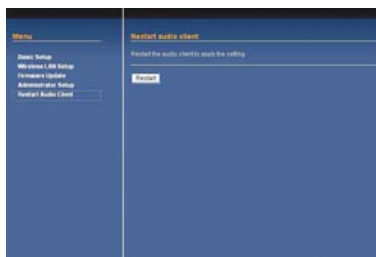 Menu
Basic Setup
Wireless LAN Setup
Firmware Update
Administrator Setup
Restart Audio Client
Restart audio client
Restart the audio client to apply the setting.
Restart